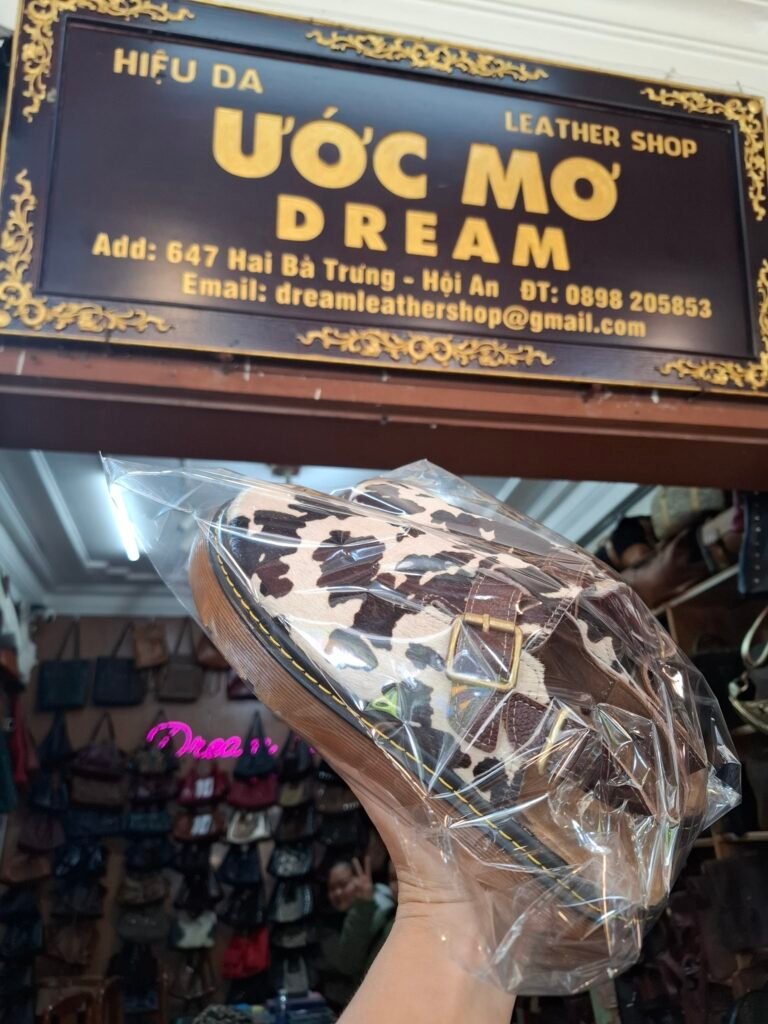 HIỆU DA
LEATHER SHOP
ƯỚC MƠ
DREAM
Add: 647 Hai Bà Trưng - Hội An ĐT: 0898 205853
Email: dreamleathershop@gmail.com
Dream